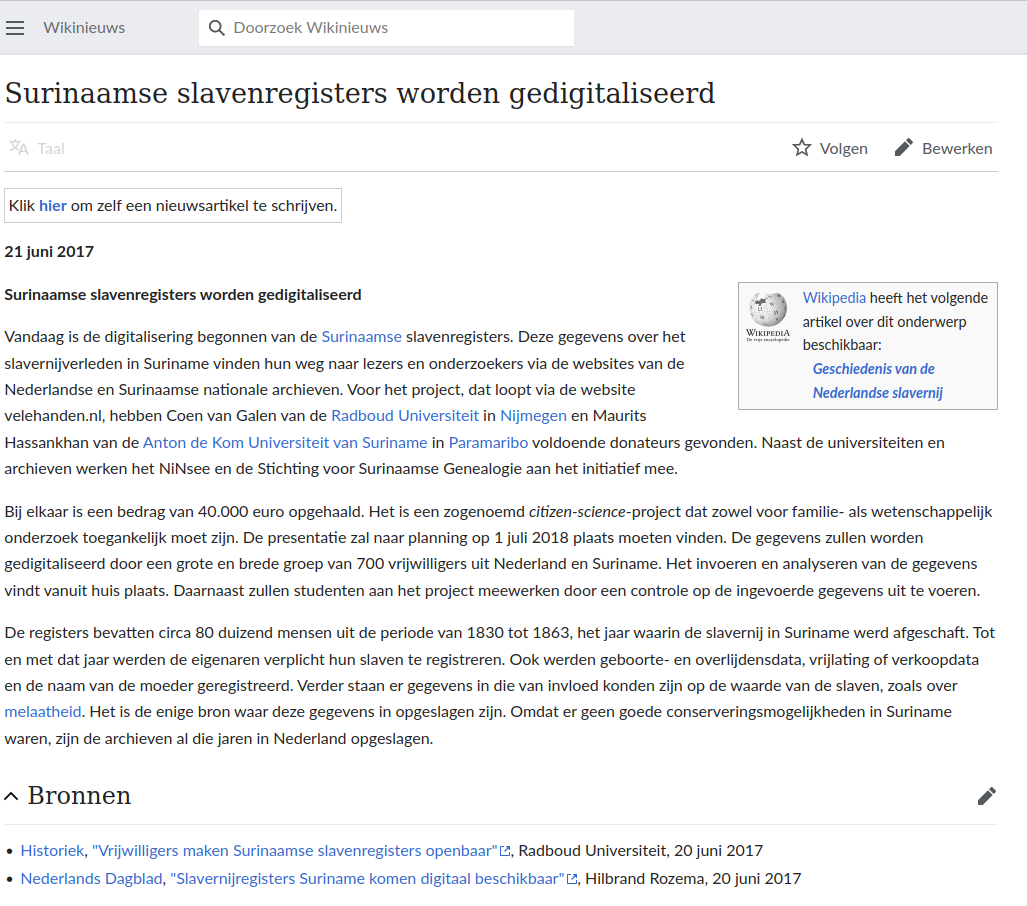 Wikinieuws
Doorzoek Wikinieuws
Surinaamse slavenregisters worden gedigitaliseerd
Taal
Volgen
Bewerken
Klik hier om zelf een nieuwsartikel te schrijven.
21 juni 2017
Surinaamse slavenregisters worden gedigitaliseerd
Vandaag is de digitalisering begonnen van de Surinaamse slavenregisters. Deze gegevens over het
slavernijverleden in Suriname vinden hun weg naar lezers en onderzoekers via de websites van de
Nederlandse en Surinaamse nationale archieven. Voor het project, dat loopt via de website
velehanden.nl, hebben Coen van Galen van de Radboud Universiteit in Nijmegen en Maurits
Hassankhan van de Anton de Kom Universiteit van Suriname in Paramaribo voldoende donateurs gevonden. Naast de universiteiten en
archieven werken het NiNsee en de Stichting voor Surinaamse Genealogie aan het initiatief mee.
WIKIPEDIA
De vrije encyclopedie
Wikipedia heeft het volgende
artikel over dit onderwerp
beschikbaar:
Geschiedenis van de
Nederlandse slavernij
Bij elkaar is een bedrag van 40.000 euro opgehaald. Het is een zogenoemd citizen-science-project dat zowel voor familie- als wetenschappelijk
onderzoek toegankelijk moet zijn. De presentatie zal naar planning op 1 juli 2018 plaats moeten vinden. De gegevens zullen worden
gedigitaliseerd door een grote en brede groep van 700 vrijwilligers uit Nederland en Suriname. Het invoeren en analyseren van de gegevens
vindt vanuit huis plaats. Daarnaast zullen studenten aan het project meewerken door een controle op de ingevoerde gegevens uit te voeren.
De registers bevatten circa 80 duizend mensen uit de periode van 1830 tot 1863, het jaar waarin de slavernij in Suriname werd afgeschaft. Tot
en met dat jaar werden de eigenaren verplicht hun slaven te registreren. Ook werden geboorte- en overlijdensdata, vrijlating of verkoopdata
en de naam van de moeder geregistreerd. Verder staan er gegevens in die van invloed konden zijn op de waarde van de slaven, zoals over
melaatheid. Het is de enige bron waar deze gegevens in opgeslagen zijn. Omdat er geen goede conserveringsmogelijkheden in Suriname
waren, zijn de archieven al die jaren in Nederland opgeslagen.
Bronnen
• Historiek, "Vrijwilligers maken Surinaamse slavenregisters openbaar", Radboud Universiteit, 20 juni 2017
• Nederlands Dagblad, "Slavernijregisters Suriname komen digitaal beschikbaar", Hilbrand Rozema, 20 juni 2017